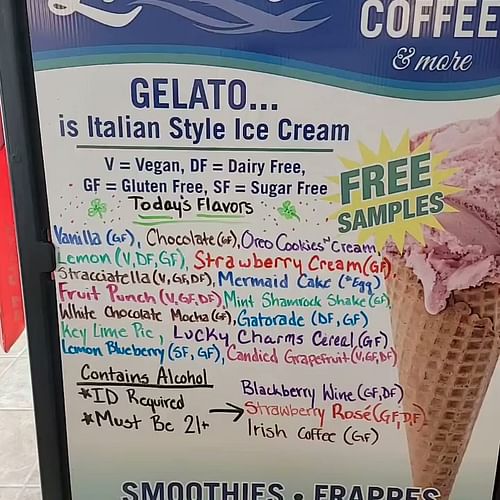 COFFEE
& more
GELATO...
is Italian Style Ice Cream
V = Vegan, DF = Dairy Free,
GF = Gluten Free, SF = Sugar Free
FREE
SAMPLES
Today's Flavors
Vanilla (GF), Chocolate (GF), Oreo Cookies "N" Cream,
Lemon (V, DF, GF), Strawberry Cream (GF),
Stracciatella (V, GF, DF), Mermaid Cake (*Egg)
Fruit Punch (V, GF, DF), Mint Shamrock Shake (GF),
White Chocolate Mocha (GF), Gatorade (DF, GF)
Key Lime Pie, Lucky Charms Cereal (GF)
Lemon Blueberry (SF, GF), Candied Grapefruit (V, GF, DF)
Contains Alcohol
*ID Required
*Must Be 21+ →
Blackberry Wine (GF, DF)
Strawberry Rosé (GF, DF)
Irish Coffee (GF)
SMOOTHIES • FRAPPES